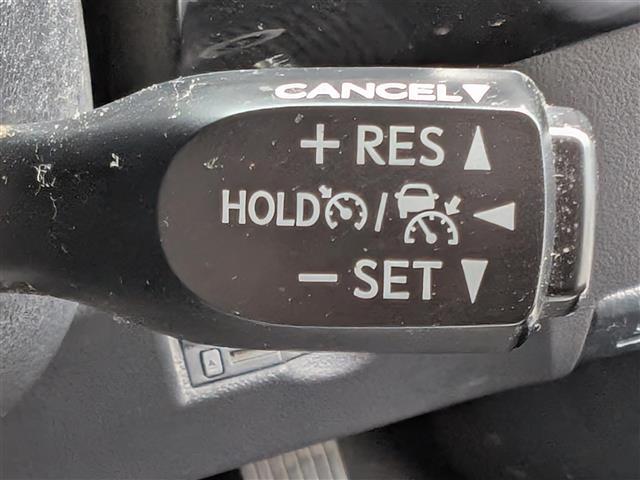 CANCEL▼
+ RES ▲
HOLD / ◀
− SET ▼